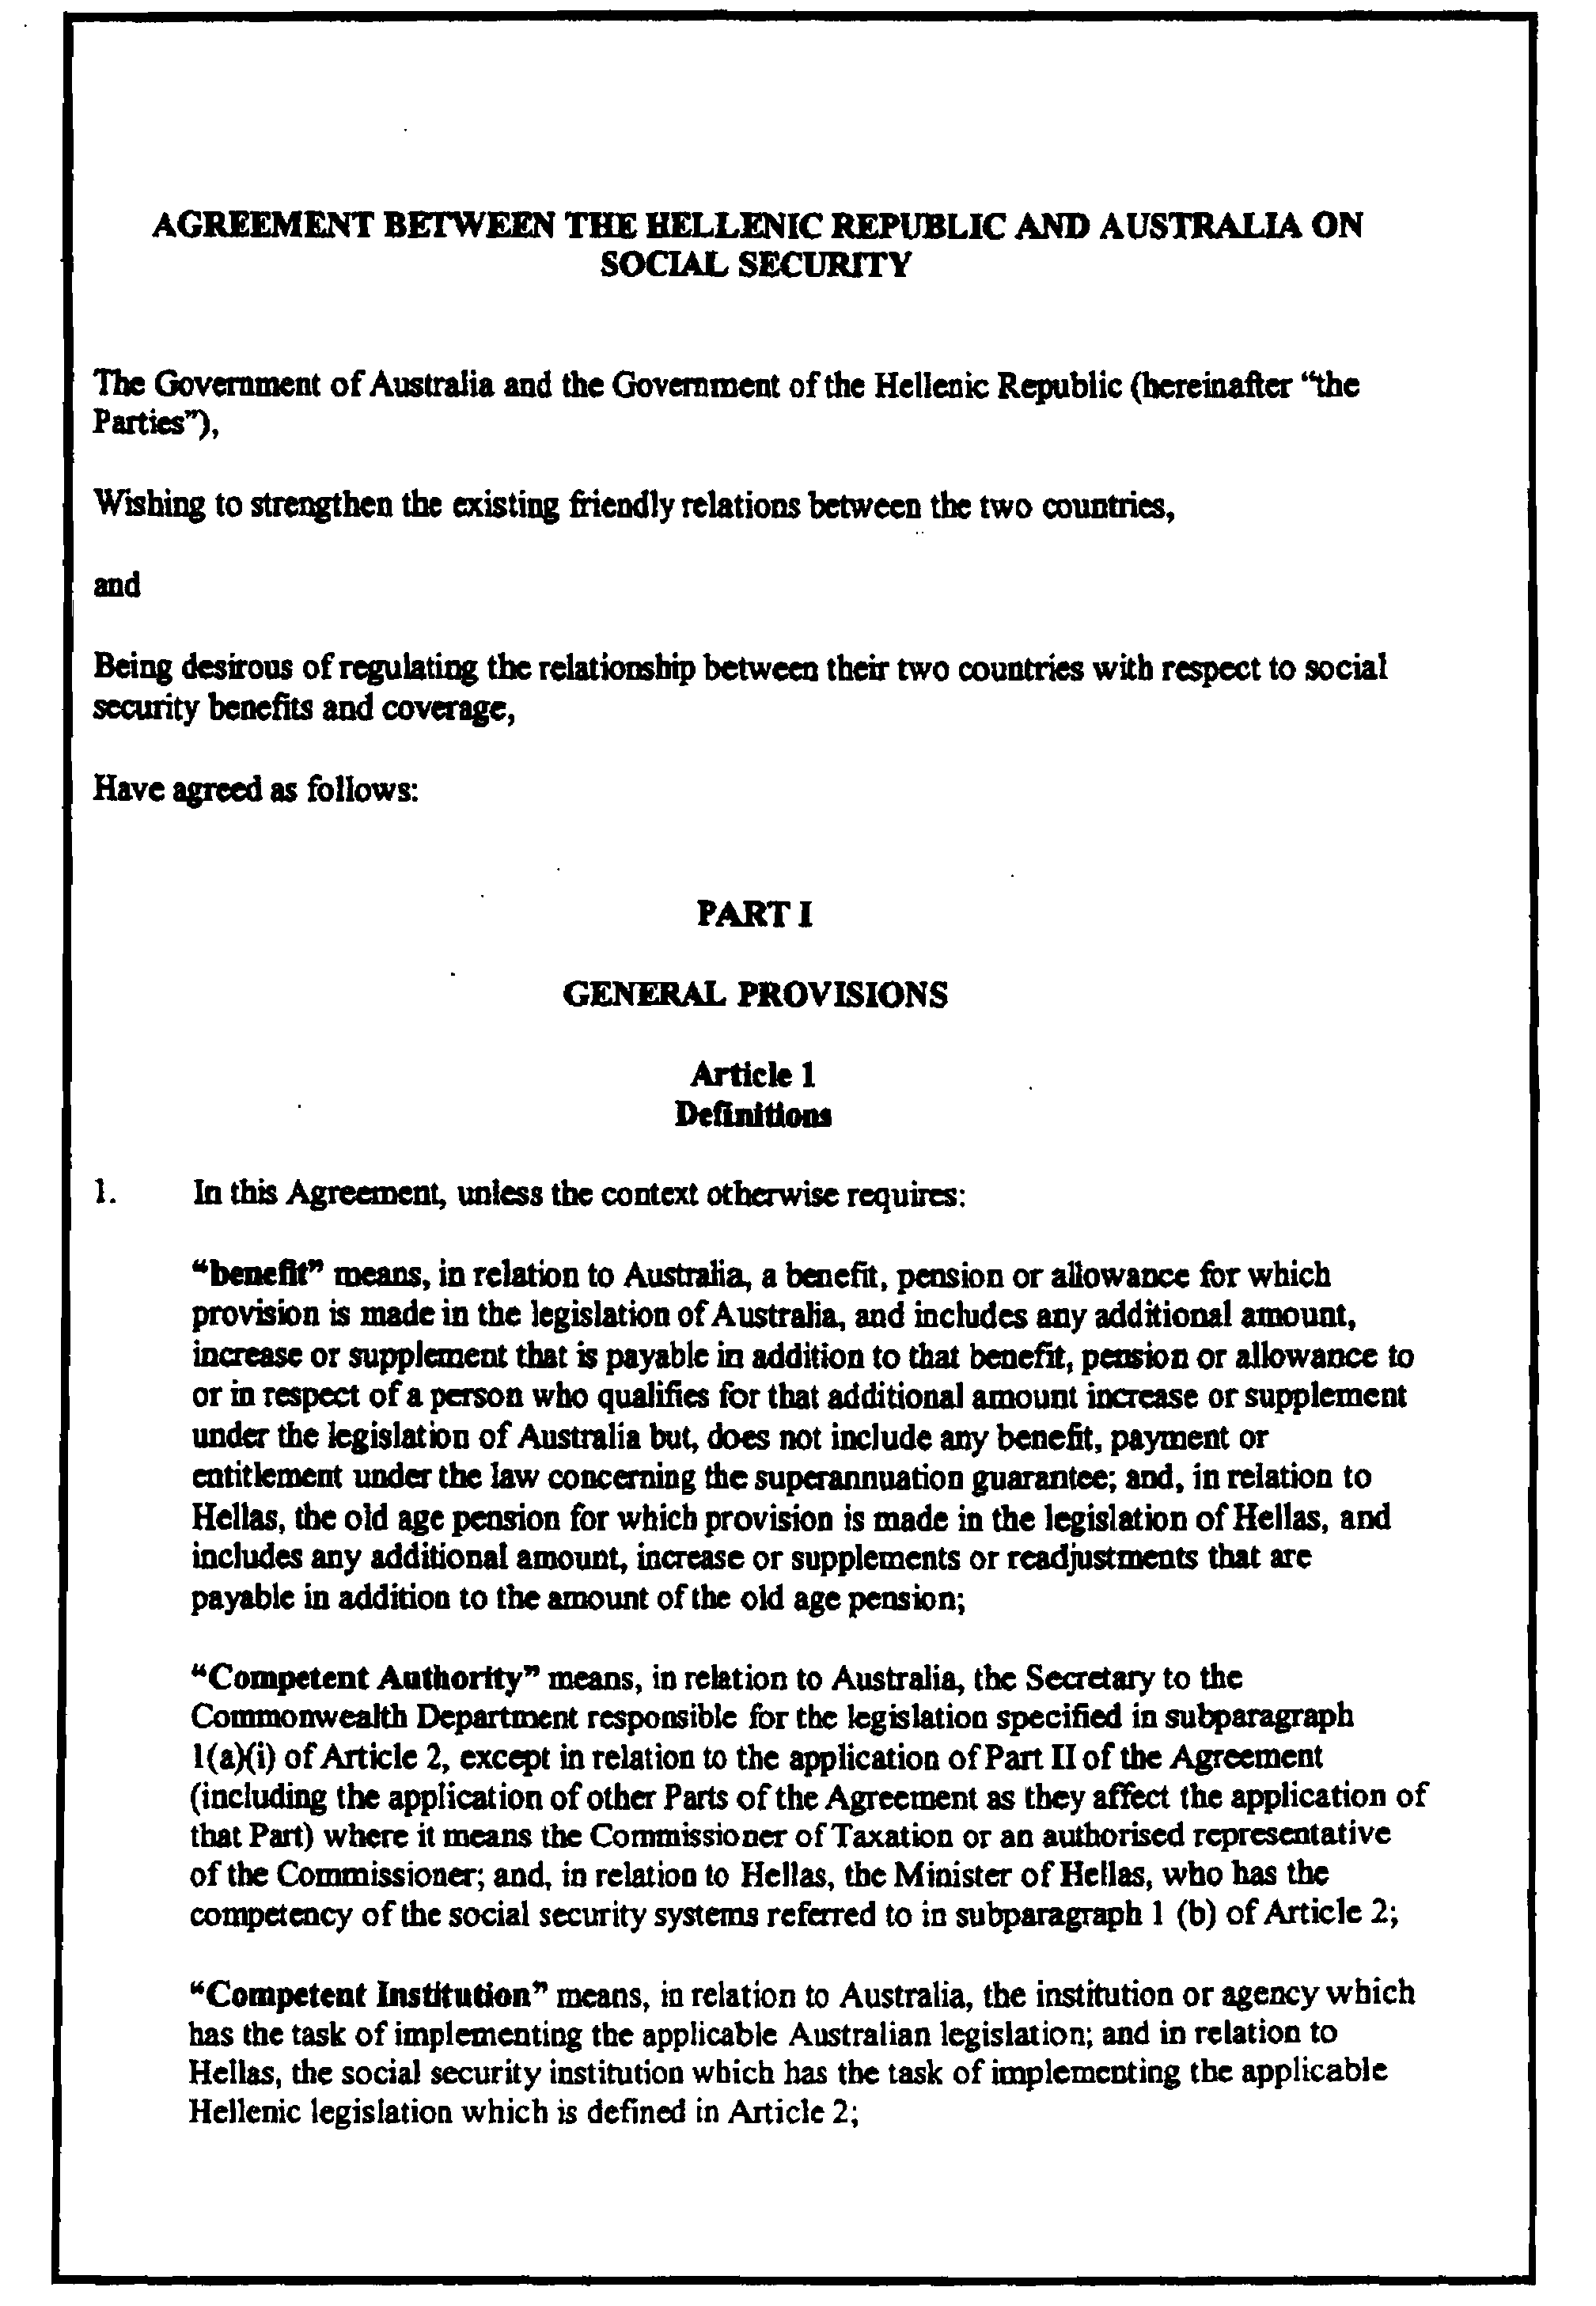 AGREEMENT BETWEEN THE HELLENIC REPUBLIC AND AUSTRALIA ON
SOCIAL SECURITY
The Government of Australia and the Government of the Hellenic Republic (hereinafter “the
Parties”),
Wishing to strengthen the existing friendly relations between the two countries,
and
Being desirous of regulating the relationship between their two countries with respect to social
security benefits and coverage,
Have agreed as follows:
PART I
GENERAL PROVISIONS
Article 1
Definitions
1. In this Agreement, unless the context otherwise requires:
“benefit” means, in relation to Australia, a benefit, pension or allowance for which
provision is made in the legislation of Australia, and includes any additional amount,
increase or supplement that is payable in addition to that benefit, pension or allowance to
or in respect of a person who qualifies for that additional amount increase or supplement
under the legislation of Australia but, does not include any benefit, payment or
entitlement under the law concerning the superannuation guarantee; and, in relation to
Hellas, the old age pension for which provision is made in the legislation of Hellas, and
includes any additional amount, increase or supplements or readjustments that are
payable in addition to the amount of the old age pension;
“Competent Authority” means, in relation to Australia, the Secretary to the
Commonwealth Department responsible for the legislation specified in subparagraph
1(a)(i) of Article 2, except in relation to the application of Part II of the Agreement
(including the application of other Parts of the Agreement as they affect the application of
that Part) where it means the Commissioner of Taxation or an authorised representative
of the Commissioner; and, in relation to Hellas, the Minister of Hellas, who has the
competency of the social security systems referred to in subparagraph 1 (b) of Article 2;
“Competent Institution” means, in relation to Australia, the institution or agency which
has the task of implementing the applicable Australian legislation; and in relation to
Hellas, the social security institution which has the task of implementing the applicable
Hellenic legislation which is defined in Article 2;